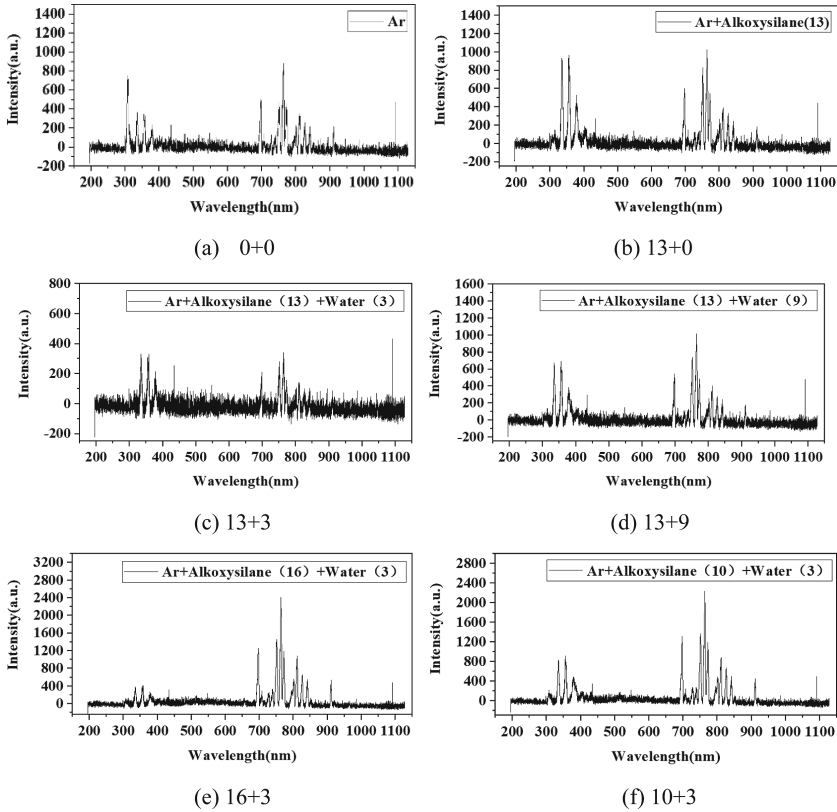 1400
1200
1000
800
600
400
200
0
-200
Intensity(a.u.)
Ar
200 300 400 500 600 700 800 900 1000 1100
Wavelength(nm)
(a) 0+0
1400
1200
1000
800
600
400
200
0
-200
Intensity(a.u.)
Ar+Alkoxysilane(13)
200 300 400 500 600 700 800 900 1000 1100
Wavelength(nm)
(b) 13+0
800
600
400
200
0
-200
Intensity(a.u.)
Ar+Alkoxysilane（13）+Water（3）
200 300 400 500 600 700 800 900 1000 1100
Wavelength(nm)
(c) 13+3
1600
1400
1200
1000
800
600
400
200
0
-200
Intensity(a.u.)
Ar+Alkoxysilane（13）+Water（9）
200 300 400 500 600 700 800 900 1000 1100
Wavelength(nm)
(d) 13+9
3200
2800
2400
2000
1600
1200
800
400
0
Intensity(a.u.)
Ar+Alkoxysilane（16）+Water（3）
200 300 400 500 600 700 800 900 1000 1100
Wavelength(nm)
(e) 16+3
2800
2400
2000
1600
1200
800
400
0
Intensity(a.u.)
Ar+Alkoxysilane（10）+Water（3）
200 300 400 500 600 700 800 900 1000 1100
Wavelength(nm)
(f) 10+3